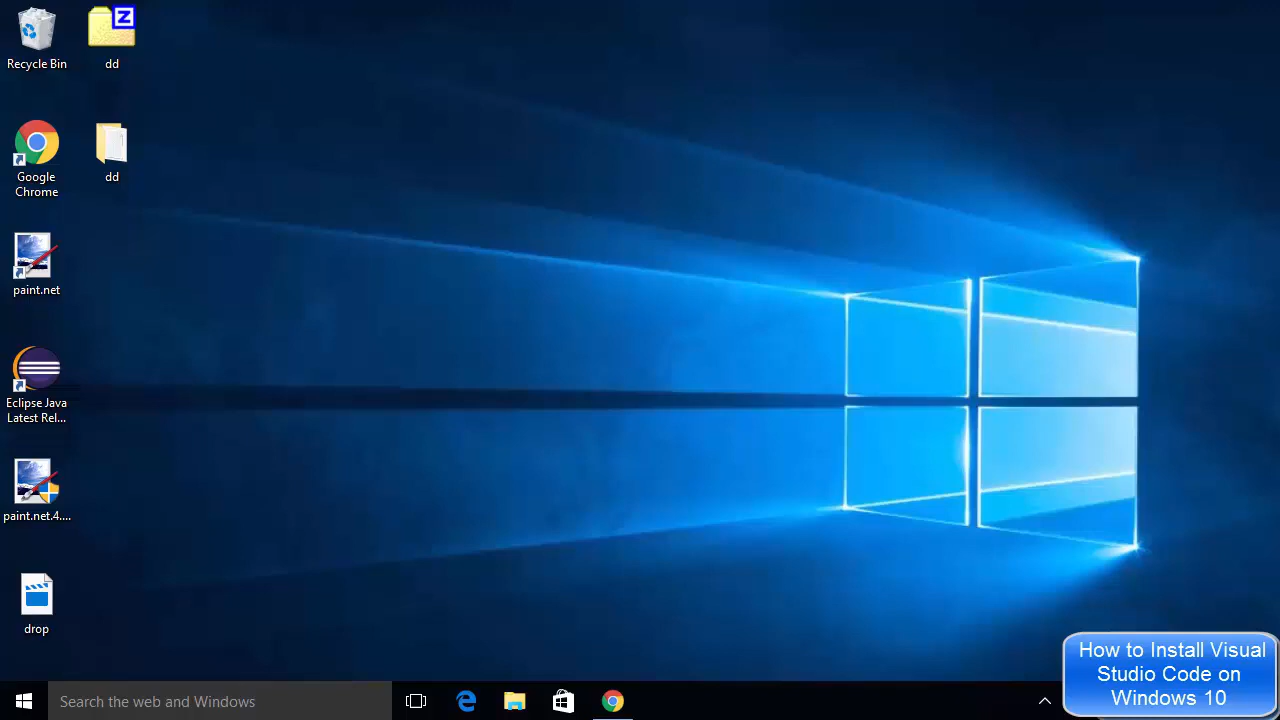 Recycle Bin
dd
Google
Chrome
dd
paint.net
Eclipse Java
Latest Rel...
paint.net.4....
drop
Search the web and Windows
How to Install Visual
Studio Code on
Windows 10